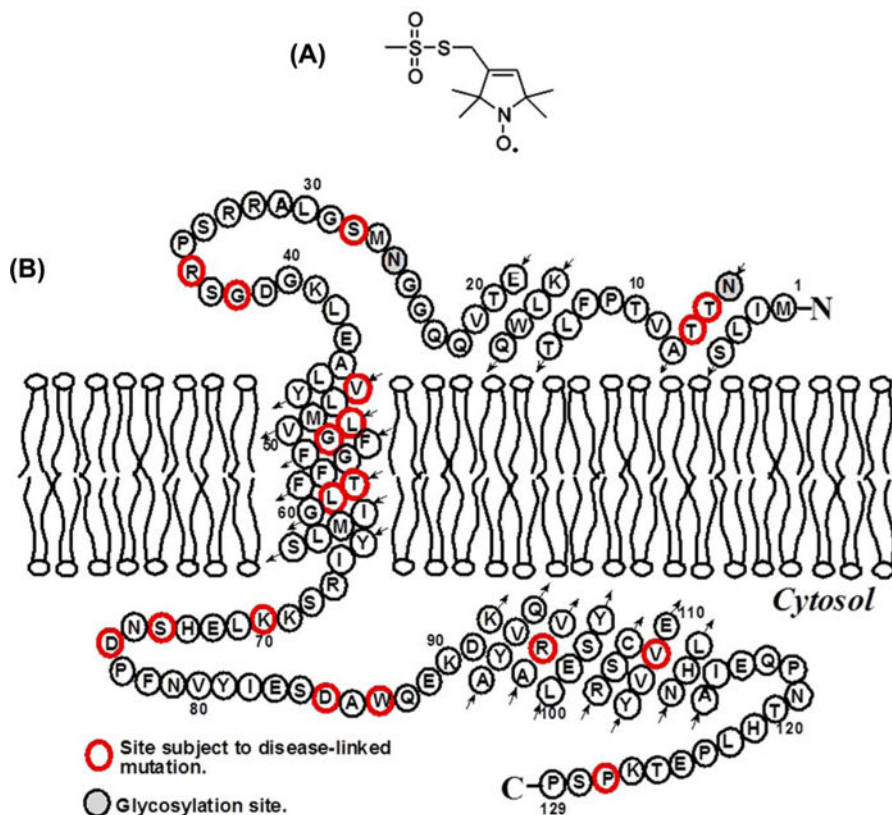 O
S
S
O
N
O•
(A)
(B)
30
P S R R A L G S M N G G Q Q V T E
20
Q W L K
T L F P T V A T T N
10
S L I M
1
N
R S G D G K L E A
40
V
Y L L
L
V M
50
G F
F G
F F T
L
G I
60
S L M Y
I
R
D N S H E L K K S
70
P F N V Y I E S D A W Q E K D K
80
90
A Y V Q
A R V
L E S Y
100
R S C
Y V V E
110
N H L
A I E Q P N T H L P E T K P S P
120
129
C
Cytosol
Site subject to disease-linked
mutation.
Glycosylation site.